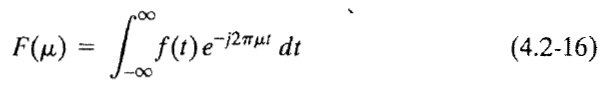 F(μ) = ∫_{-∞}^{∞} f(t) e^{-j2πμt} dt (4.2-16)